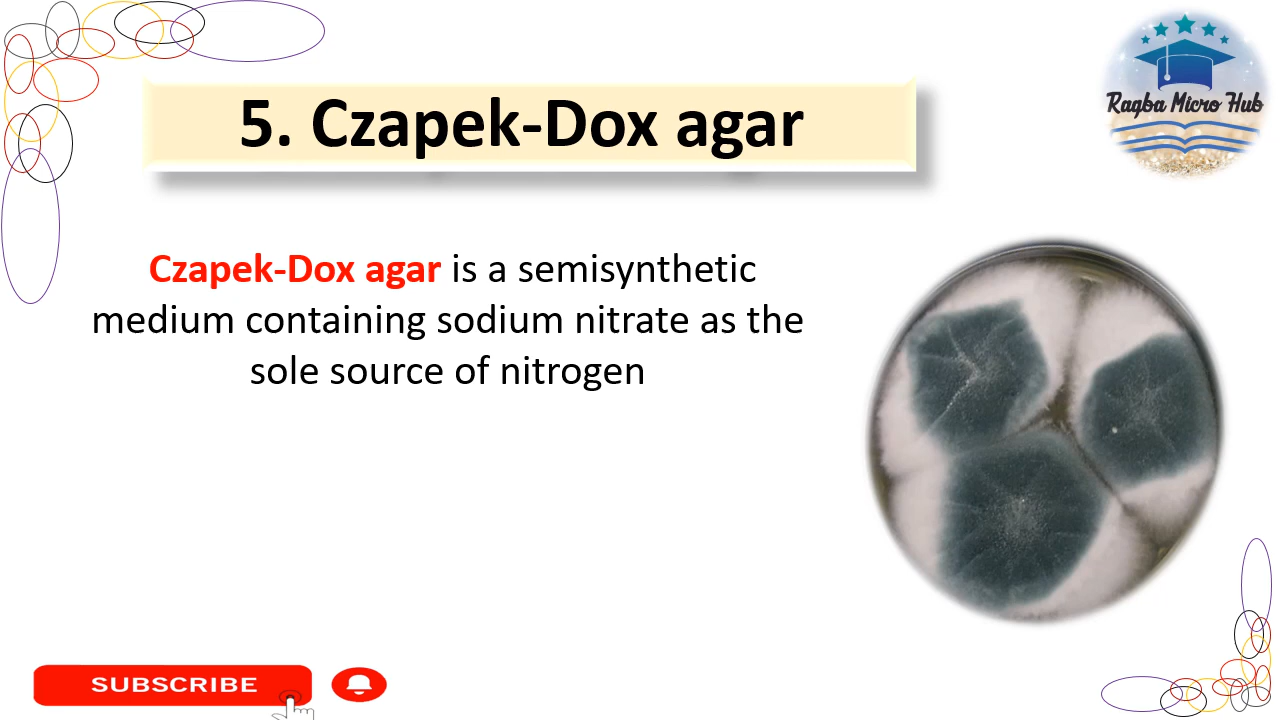 Ragba Micro Hub
5. Czapek-Dox agar
Czapek-Dox agar is a semisynthetic
medium containing sodium nitrate as the
sole source of nitrogen
SUBSCRIBE